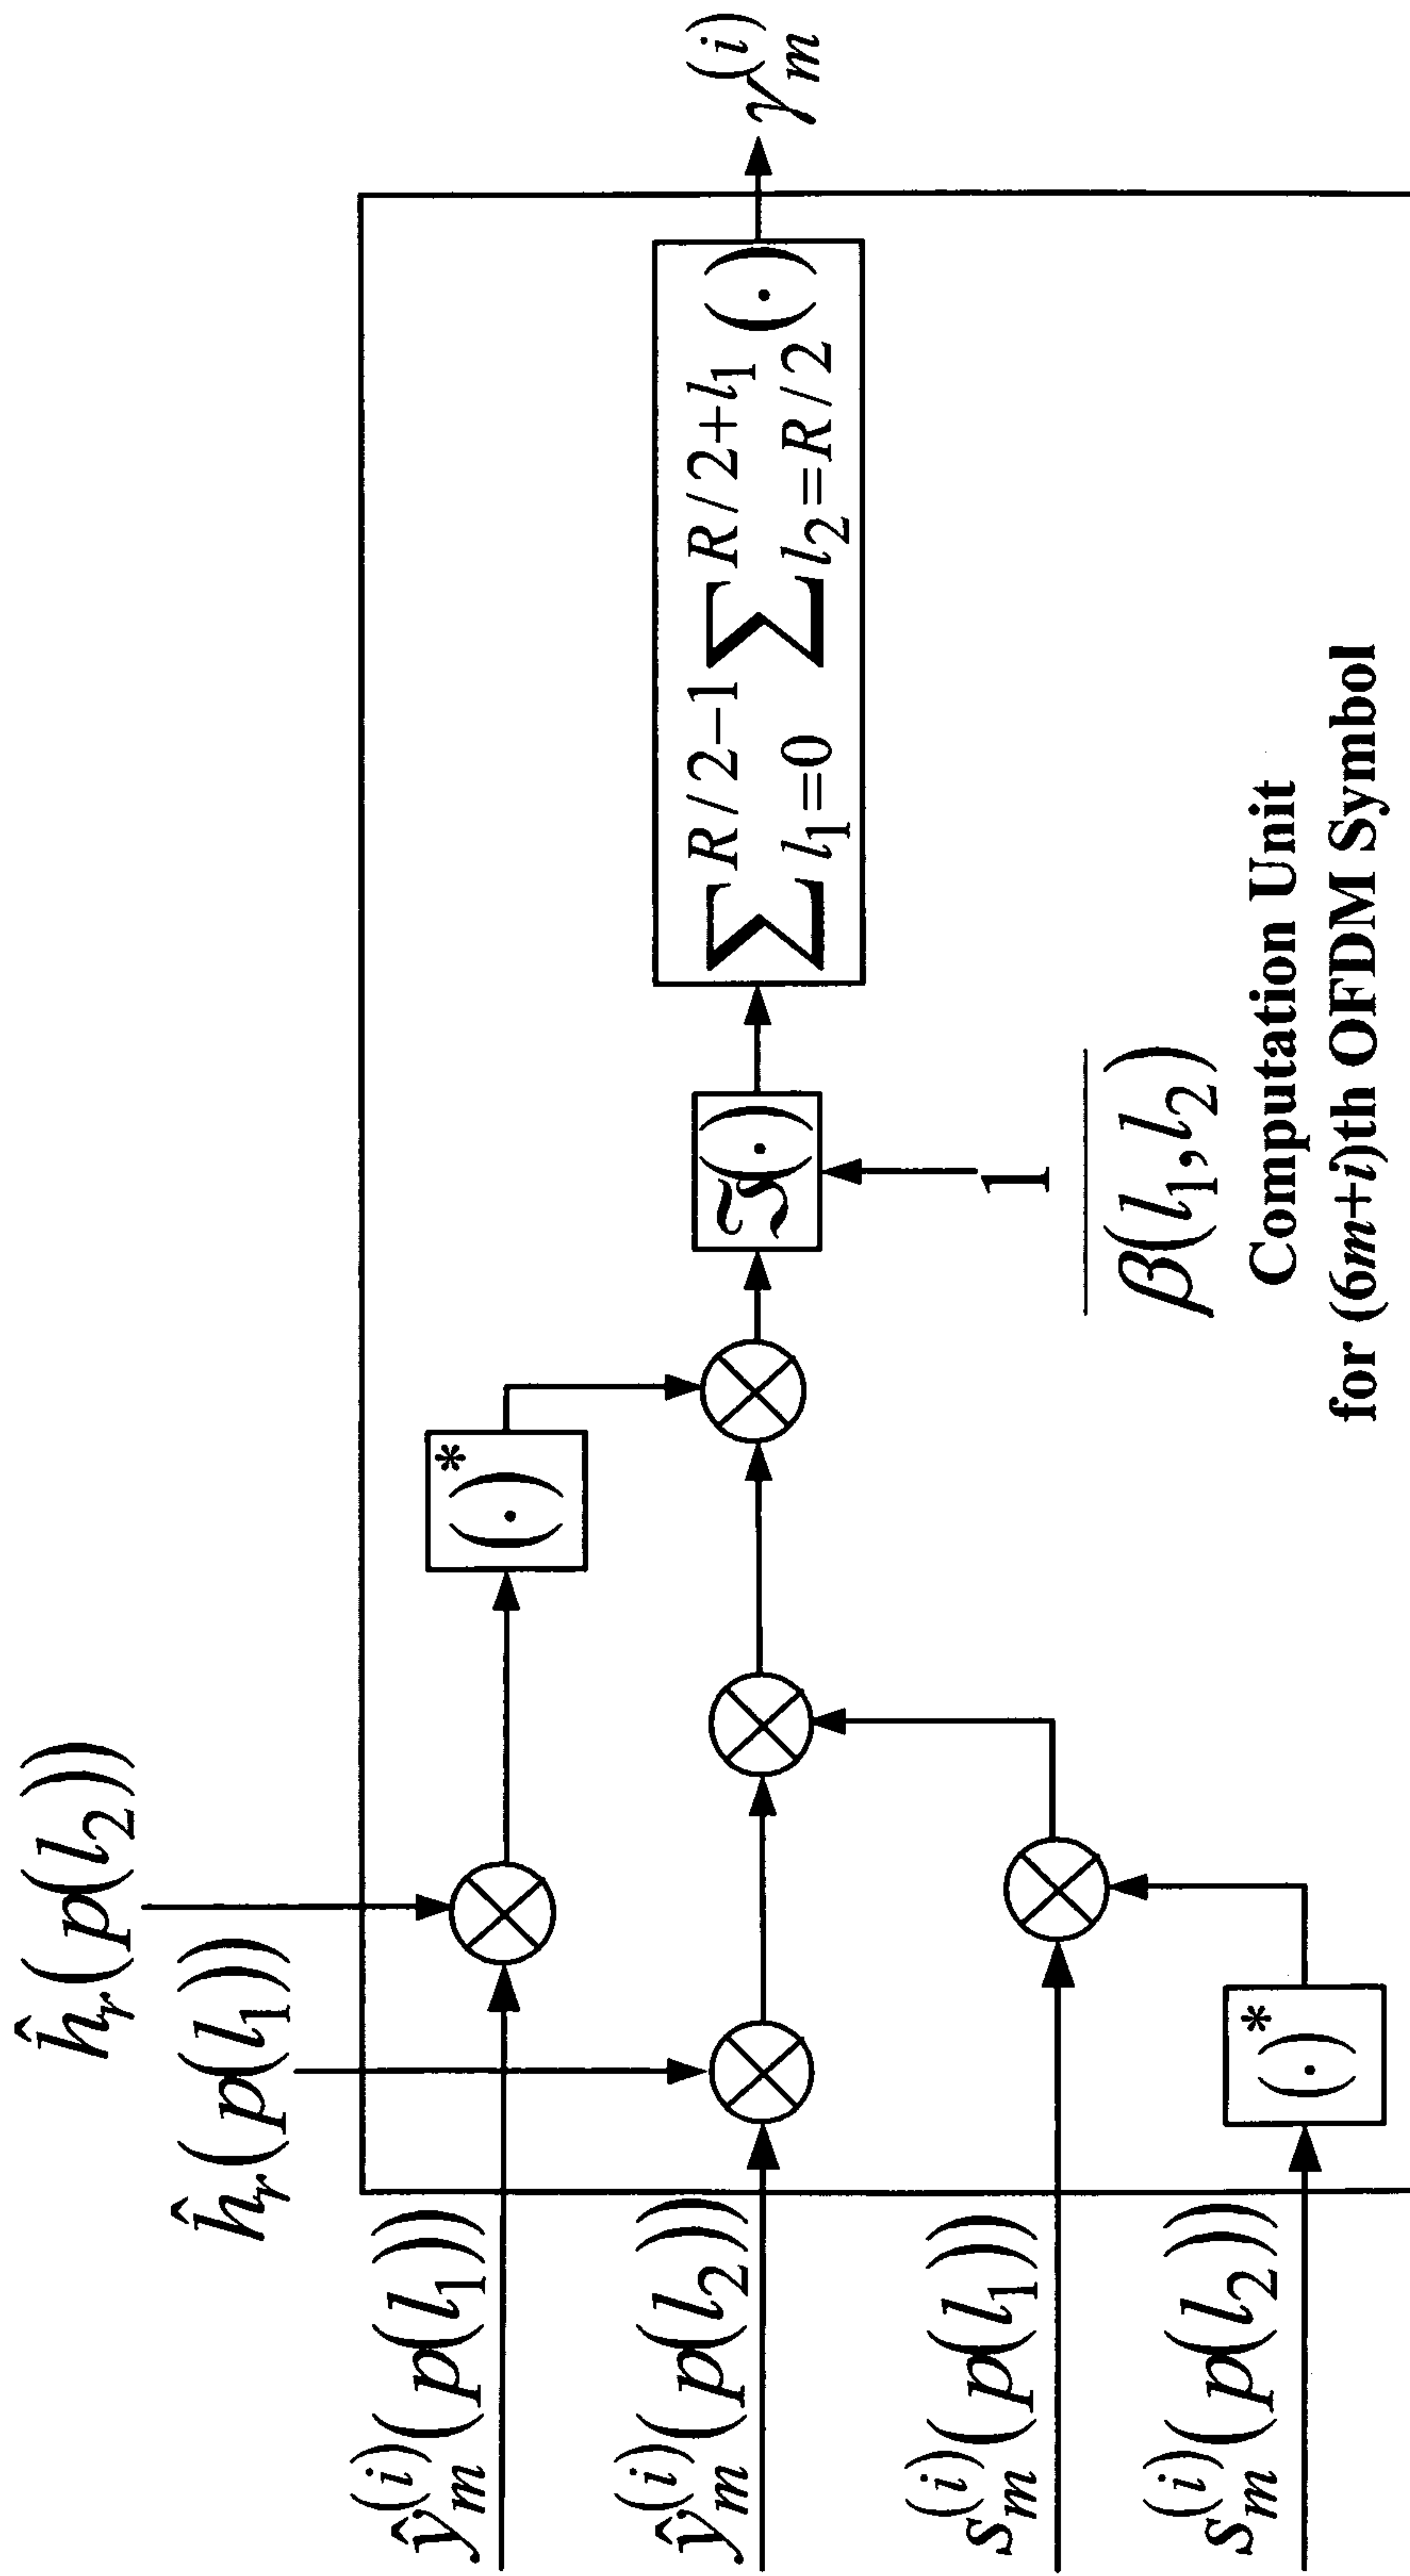 ĥ_r(p(l_2))
ĥ_r(p(l_1))
ŷ_m^{(i)}(p(l_1))
(·)*
ŷ_m^{(i)}(p(l_2))
ℑ(·)
∑_{l_1=0}^{R/2−1} ∑_{l_2=R/2}^{R/2+l_1} (·)
γ_m^{(i)}
s_m^{(i)}(p(l_1))
1
β(l_1,l_2)
s_m^{(i)}(p(l_2))
(·)*
Computation Unit
for (6m+i)th OFDM Symbol